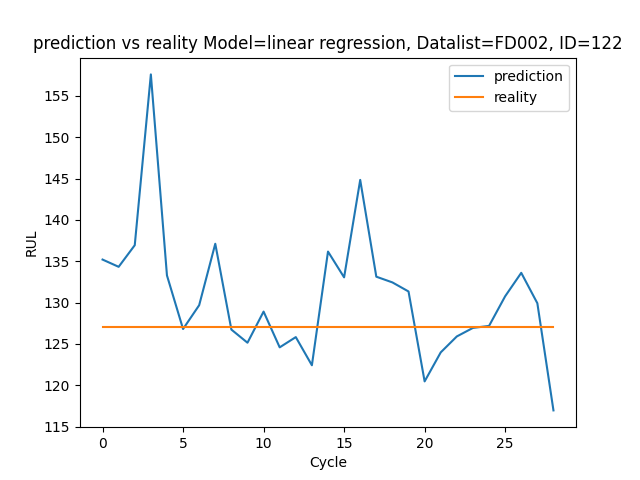 prediction vs reality Model=linear regression, Datalist=FD002, ID=122
prediction
reality
155
150
145
140
135
130
125
120
115
RUL
0 5 10 15 20 25
Cycle